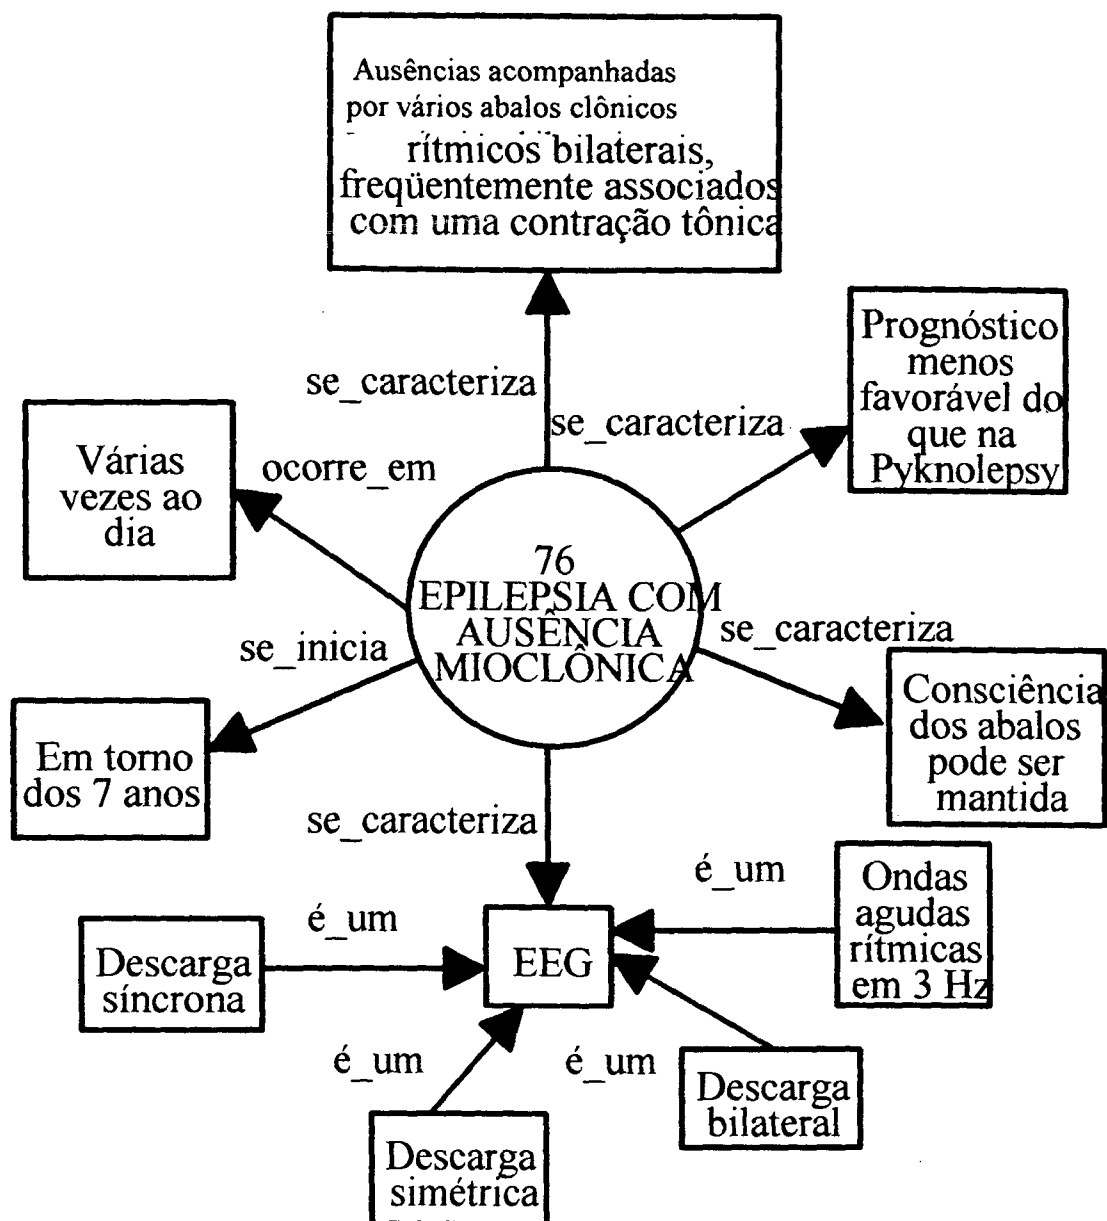 Ausências acompanhadas
por vários abalos clônicos
rítmicos bilaterais,
freqüentemente associados
com uma contração tônica
se_caracteriza
Prognóstico
menos
favorável do
que na
Pyknolepsy
se_caracteriza
Várias
vezes ao
dia
ocorre_em
76
EPILEPSIA COM
AUSÊNCIA
MIOCLÔNICA
se_caracteriza
Consciência
dos abalos
pode ser
mantida
se_inicia
Em torno
dos 7 anos
se_caracteriza
é_um
Ondas
agudas
rítmicas
em 3 Hz
é_um
Descarga
síncrona
EEG
é_um
é_um
Descarga
bilateral
Descarga
simétrica